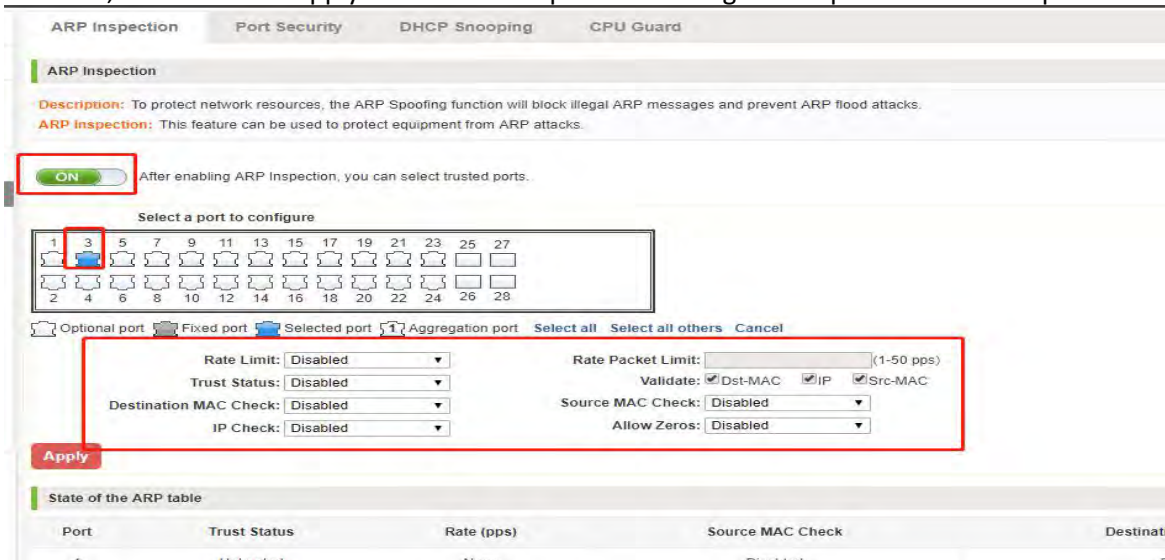 ARP Inspection Port Security DHCP Snooping CPU Guard
ARP Inspection
Description: To protect network resources, the ARP Spoofing function will block illegal ARP messages and prevent ARP flood attacks.
ARP Inspection: This feature can be used to protect equipment from ARP attacks.
ON After enabling ARP Inspection, you can select trusted ports.
Select a port to configure
1 3 5 7 9 11 13 15 17 19 21 23 25 27
2 4 6 8 10 12 14 16 18 20 22 24 26 28
Optional port Fixed port Selected port 1 Aggregation port Select all Select all others Cancel
Rate Limit: Disabled Rate Packet Limit: (1-50 pps)
Trust Status: Disabled Validate: Dst-MAC IP Src-MAC
Destination MAC Check: Disabled Source MAC Check: Disabled
IP Check: Disabled Allow Zeros: Disabled
Apply
State of the ARP table
Port Trust Status Rate (pps) Source MAC Check Destinat